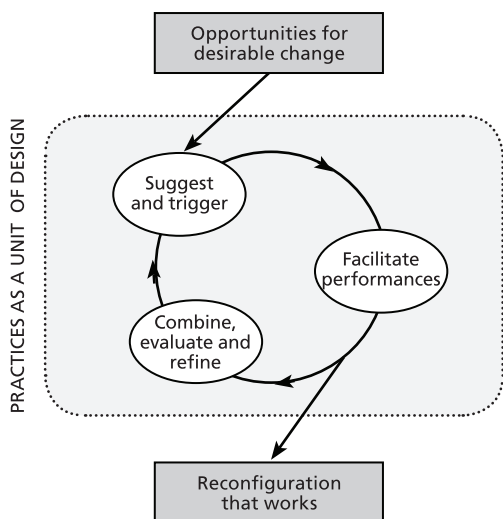 Opportunities for
desirable change
PRACTICES AS A UNIT OF DESIGN
Suggest
and trigger
Facilitate
performances
Combine,
evaluate and
refine
Reconfiguration
that works